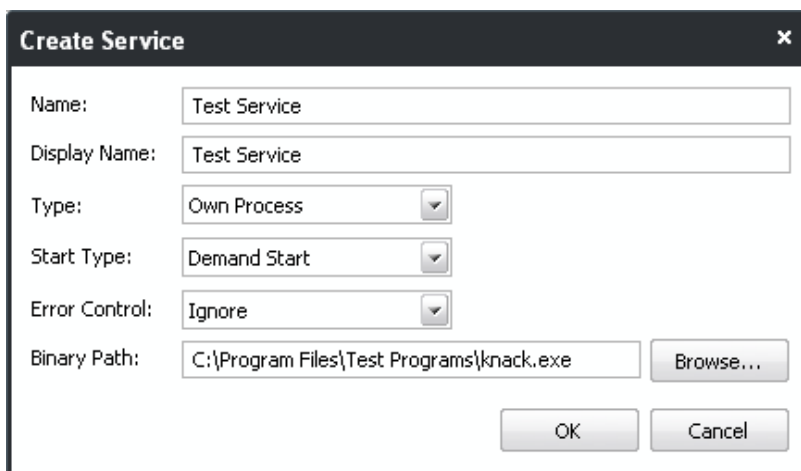 Create Service
Name: Test Service
Display Name: Test Service
Type: Own Process
Start Type: Demand Start
Error Control: Ignore
Binary Path: C:\Program Files\Test Programs\knack.exe Browse...
OK Cancel